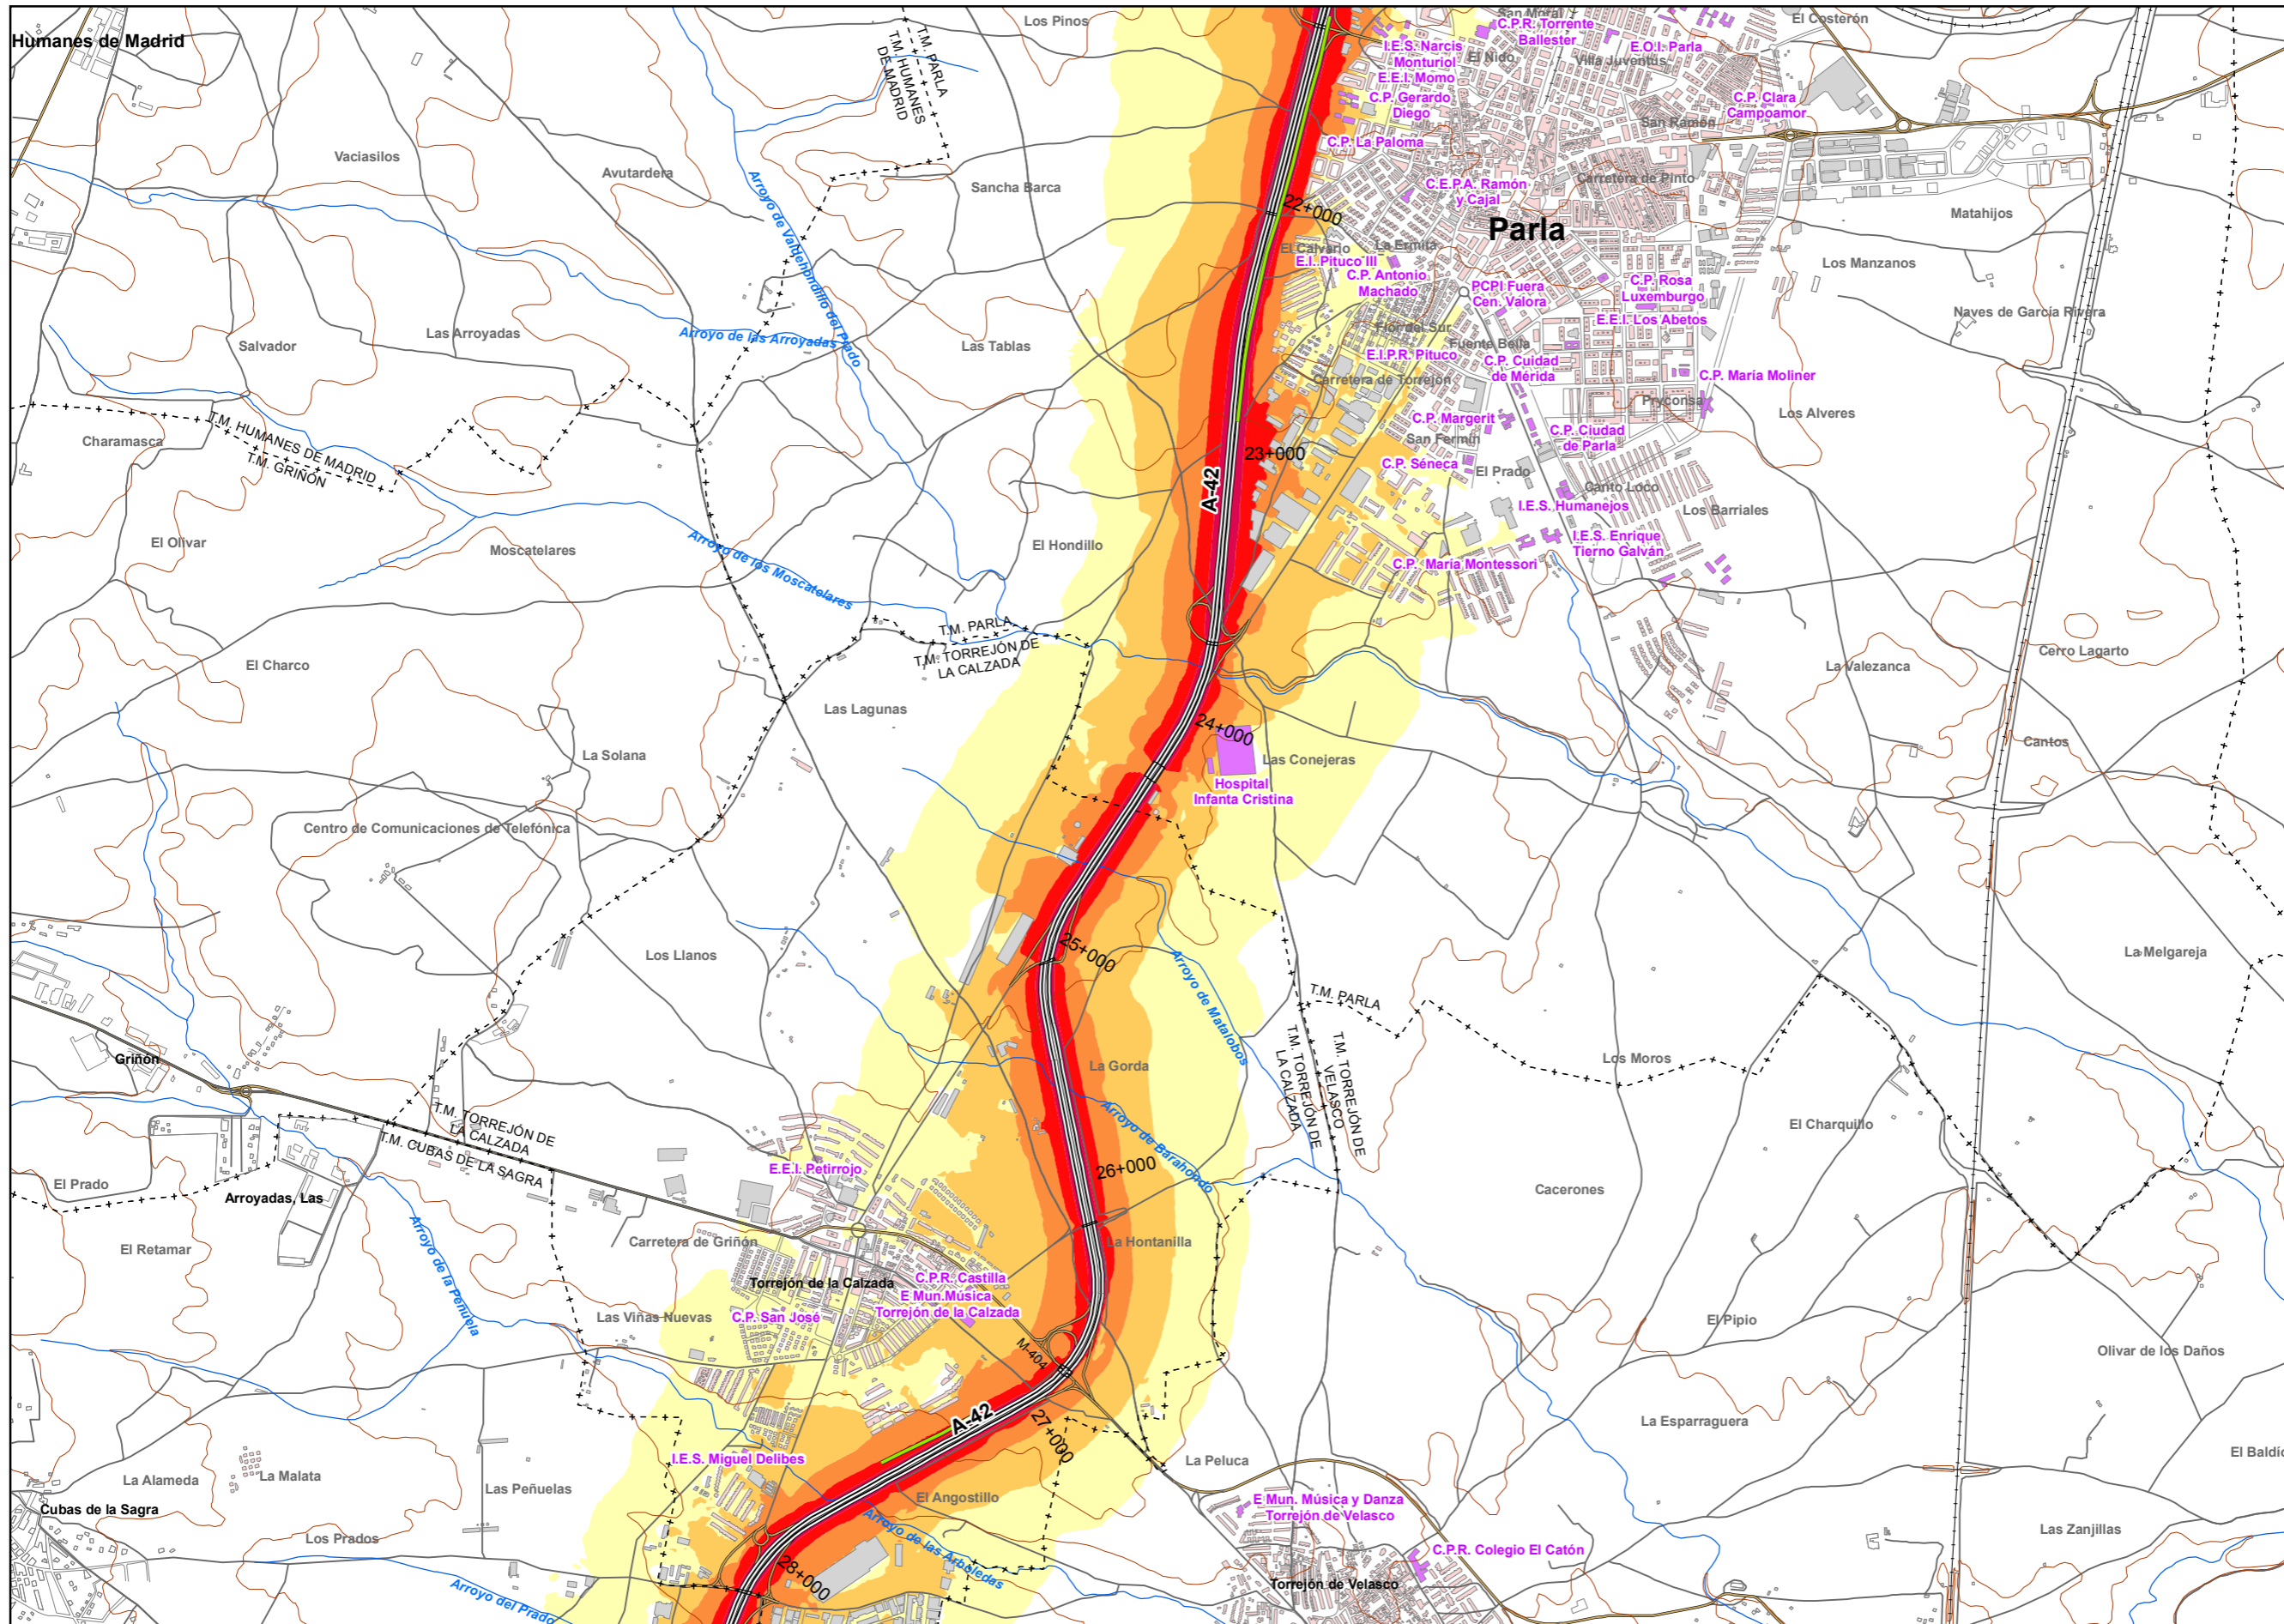 Humanes de Madrid
Los Pinos
T.M. PARLA
T.M. HUMANES
DE MADRID
San Moral
C.P.R. Torrente
Ballester
El Costerón
I.E.S. Narcis
Monturiol
El Nido
E.O.I. Parla
Villa Juventus
E.E.I. Momo
C.P. Gerardo
Diego
C.P. Clara
Campoamor
San Ramón
C.P. La Paloma
Vaciasilos
Avutardera
Sancha Barca
Arroyo de Valdehondillo del Prado
C.E.P.A. Ramón
y Cajal
Carretera de Pinto
22+000
Parla
Matahijos
El Calvario
La Ermita
E.I. Pituco III
C.P. Antonio
Machado
PCPI Fuera
Cen. Valora
C.P. Rosa
Luxemburgo
Los Manzanos
E.E.I. Los Abetos
Naves de García Rivera
Salvador
Las Arroyadas
Arroyo de las Arroyadas
Las Tablas
Flor del Sur
Fuente Bella
E.I.P.R. Pituco
C.P. Cuidad
de Mérida
Carretera de Torrejón
C.P. María Moliner
Pryconsa
Los Alveres
C.P. Margerit
San Fermín
C.P. Ciudad
de Parla
Charamasca
T.M. HUMANES DE MADRID
T.M. GRIÑÓN
23+000
A-42
C.P. Séneca
El Prado
Canto Loco
I.E.S. Humanejos
Los Barriales
El Olivar
Moscatelares
Arroyo de los Moscatelares
El Hondillo
I.E.S. Enrique
Tierno Galván
C.P. María Montessori
T.M. PARLA
T.M. TORREJÓN DE
LA CALZADA
El Charco
La Valezanca
Cerro Lagarto
Las Lagunas
24+000
La Solana
Las Conejeras
Cantos
Hospital
Infanta Cristina
Centro de Comunicaciones de Telefónica
Los Llanos
25+000
La Melgareja
Arroyo de Matalobos
T.M. PARLA
T.M. TORREJÓN DE
LA CALZADA
T.M. TORREJÓN DE
VELASCO
Griñón
La Gorda
Los Moros
Arroyo de Barahondo
T.M. TORREJÓN DE
LA CALZADA
T.M. CUBAS DE LA SAGRA
El Charquillo
E.E.I. Petirrojo
26+000
El Prado
Arroyadas, Las
Cacerones
El Retamar
Arroyo de la Peñuela
Carretera de Griñón
La Hontanilla
Torrejón de la Calzada
C.P.R. Castilla
E Mun.Música
Torrejón de la Calzada
Las Viñas Nuevas
C.P. San José
El Pipio
M-404
Olivar de los Daños
A-42
27+000
La Esparraguera
I.E.S. Miguel Delibes
La Peluca
El Baldío
La Alameda
La Malata
Las Peñuelas
El Angostillo
Cubas de la Sagra
E Mun. Música y Danza
Torrejón de Velasco
Arroyo de las Arboledas
Las Zanjillas
Los Prados
C.P.R. Colegio El Catón
28+000
Arroyo del Prado
Torrejón de Velasco